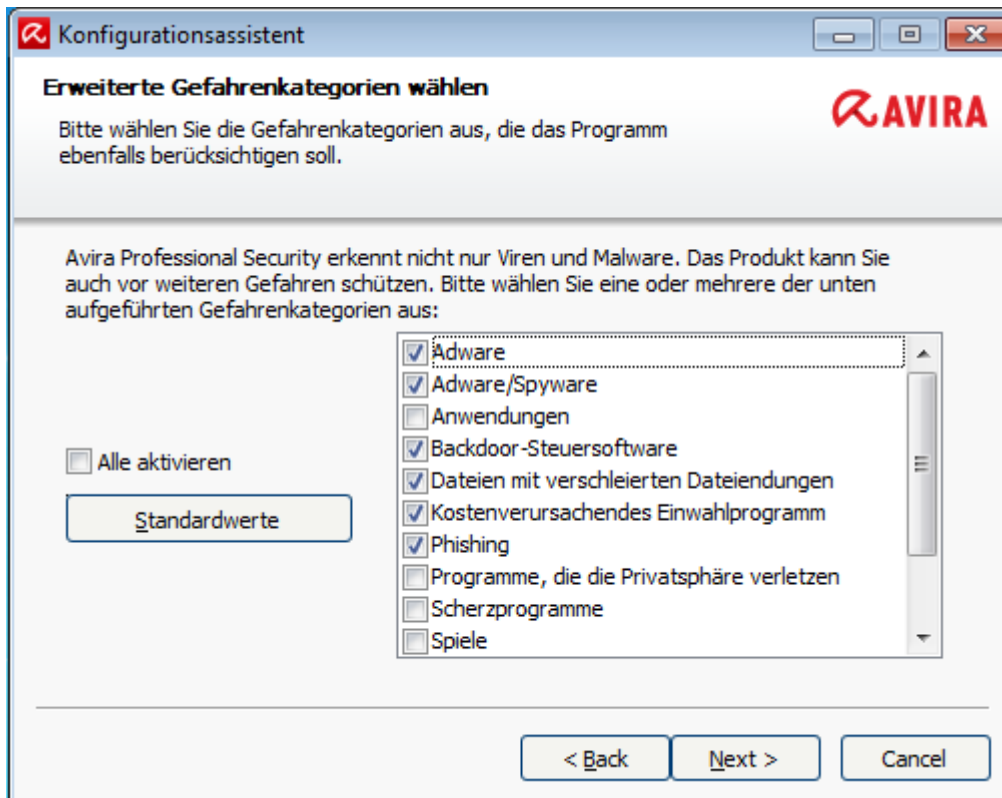 Konfigurationsassistent
Erweiterte Gefahrenkategorien wählen
Bitte wählen Sie die Gefahrenkategorien aus, die das Programm
ebenfalls berücksichtigen soll.
AVIRA
Avira Professional Security erkennt nicht nur Viren und Malware. Das Produkt kann Sie
auch vor weiteren Gefahren schützen. Bitte wählen Sie eine oder mehrere der unten
aufgeführten Gefahrenkategorien aus:
Adware
Adware/Spyware
Anwendungen
Backdoor-Steuersoftware
Alle aktivieren
Dateien mit verschleierten Dateiendungen
Kostenverursachendes Einwahlprogramm
Standardwerte
Phishing
Programme, die die Privatsphäre verletzen
Scherzprogramme
Spiele
< Back
Next >
Cancel